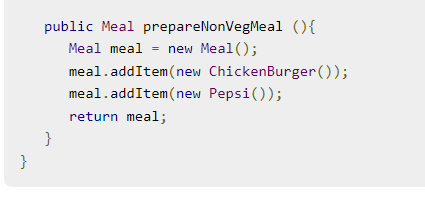 public Meal prepareNonVegMeal (){
Meal meal = new Meal();
meal.addItem(new ChickenBurger());
meal.addItem(new Pepsi());
return meal;
}
}